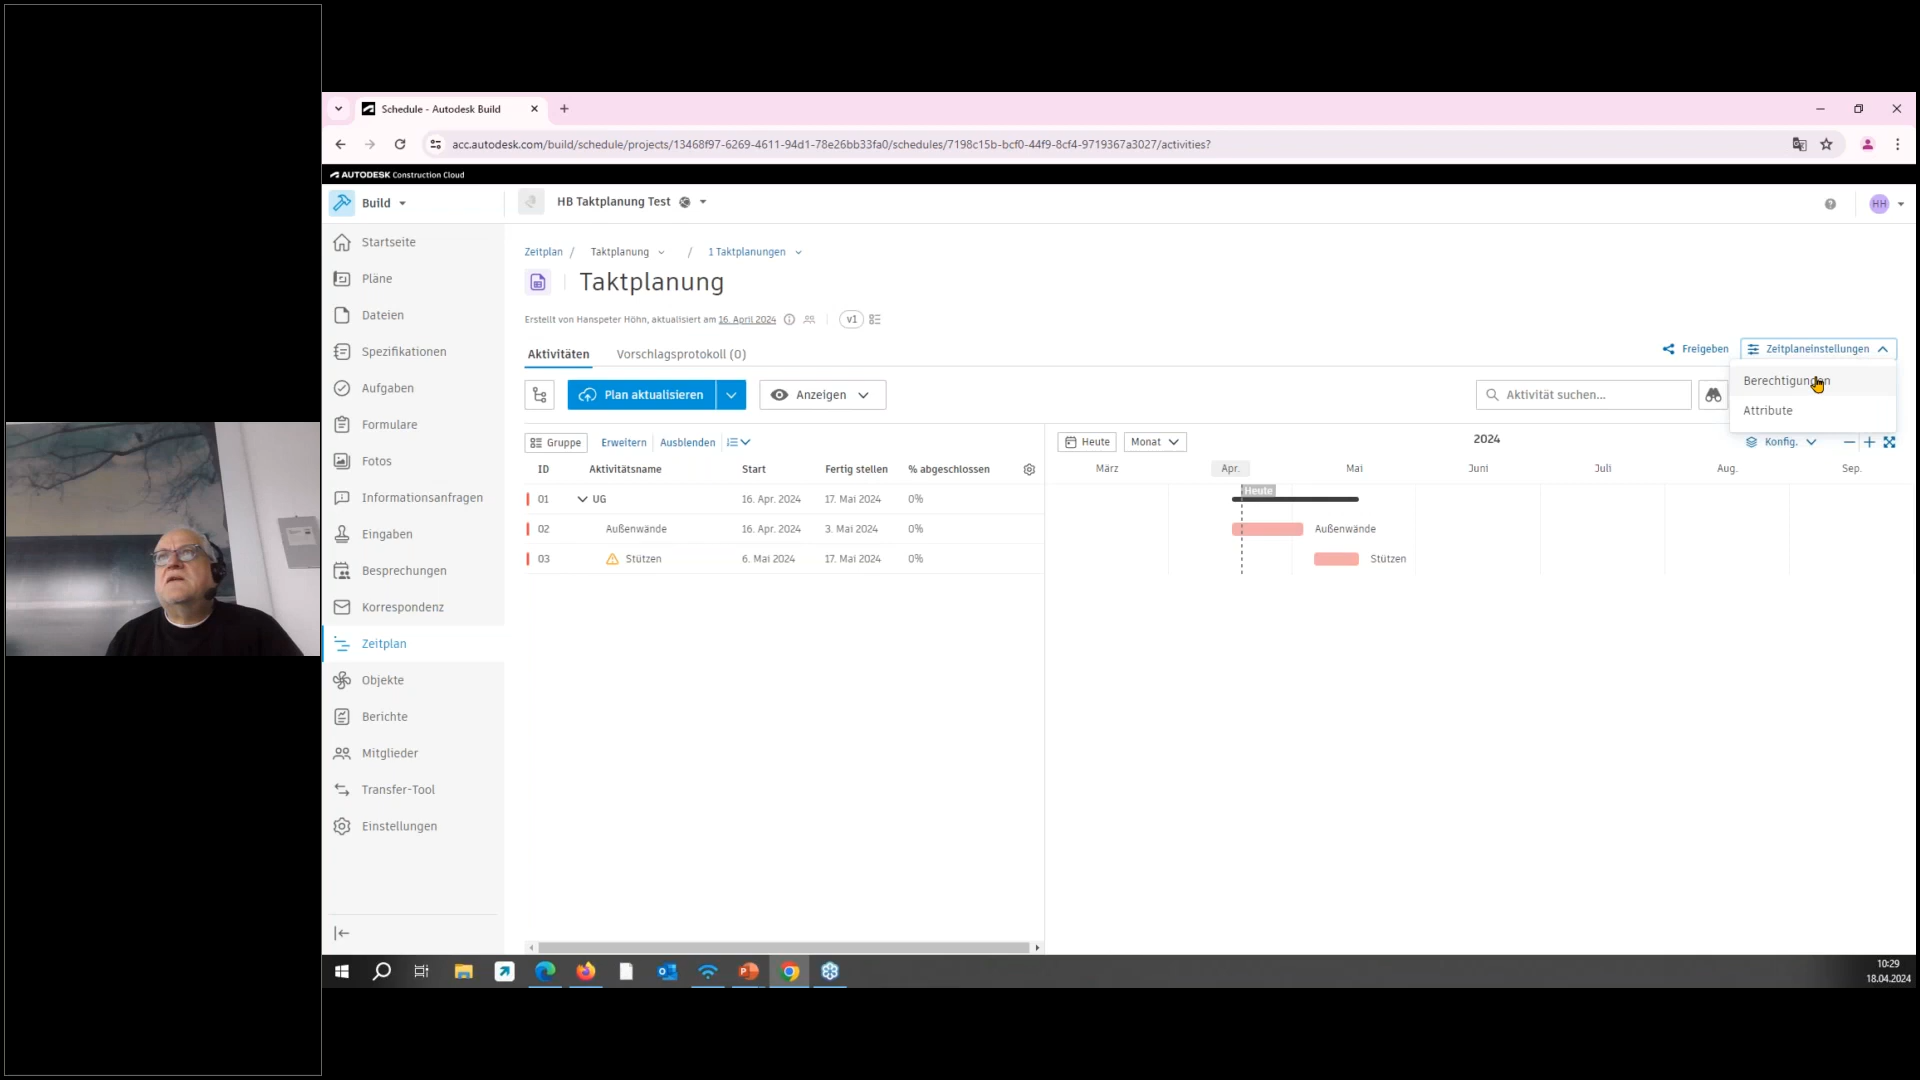 Schedule - Autodesk Build
acc.autodesk.com/build/schedule/projects/13468f97-6269-4611-94d1-78e26bb33fa0/schedules/7198c15b-bcf0-44f9-8cf4-9719367a3027/activities?
AUTODESK Construction Cloud
Build
HB Taktplanung Test
HH
Startseite
Pläne
Dateien
Spezifikationen
Aufgaben
Formulare
Fotos
Informationsanfragen
Eingaben
Besprechungen
Korrespondenz
Zeitplan
Objekte
Berichte
Mitglieder
Transfer-Tool
Einstellungen
Zeitplan / Taktplanung / 1 Taktplanungen
Taktplanung
Erstellt von Hanspeter Höhn, aktualisiert am 16. April 2024 v1
Aktivitäten Vorschlagsprotokoll (0)
Freigeben Zeitplaneinstellungen
Berechtigungen
Attribute
Plan aktualisieren Anzeigen
Aktivität suchen...
Gruppe Erweitern Ausblenden
Heute Monat 2024 Konfig.
ID Aktivitätsname Start Fertig stellen % abgeschlossen
März Apr. Mai Juni Juli Aug. Sep.
Heute
01 UG 16. Apr. 2024 17. Mai 2024 0%
02 Außenwände 16. Apr. 2024 3. Mai 2024 0% Außenwände
03 Stützen 6. Mai 2024 17. Mai 2024 0% Stützen
10:29
18.04.2024